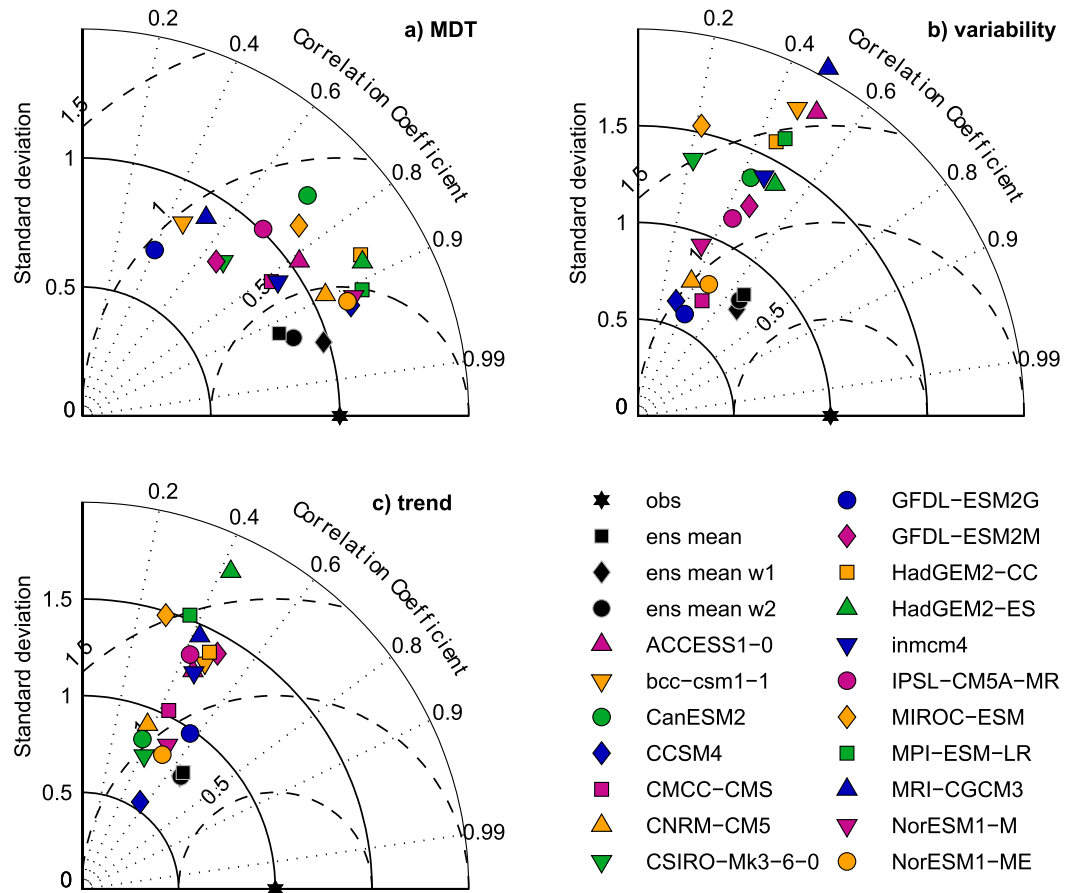 a) MDT
Correlation Coefficient
0.2
0.4
0.6
0.8
0.9
0.99
Standard deviation
1
0.5
0
1.5
1
0.5
b) variability
Correlation Coefficient
0.2
0.4
0.6
0.8
0.9
0.99
Standard deviation
1.5
1
0.5
0
1.5
1
0.5
c) trend
Correlation Coefficient
0.2
0.4
0.6
0.8
0.9
0.99
Standard deviation
1.5
1
0.5
0
1.5
1
0.5
obs
ens mean
ens mean w1
ens mean w2
ACCESS1−0
bcc−csm1−1
CanESM2
CCSM4
CMCC−CMS
CNRM−CM5
CSIRO−Mk3−6−0
GFDL−ESM2G
GFDL−ESM2M
HadGEM2−CC
HadGEM2−ES
inmcm4
IPSL−CM5A−MR
MIROC−ESM
MPI−ESM−LR
MRI−CGCM3
NorESM1−M
NorESM1−ME